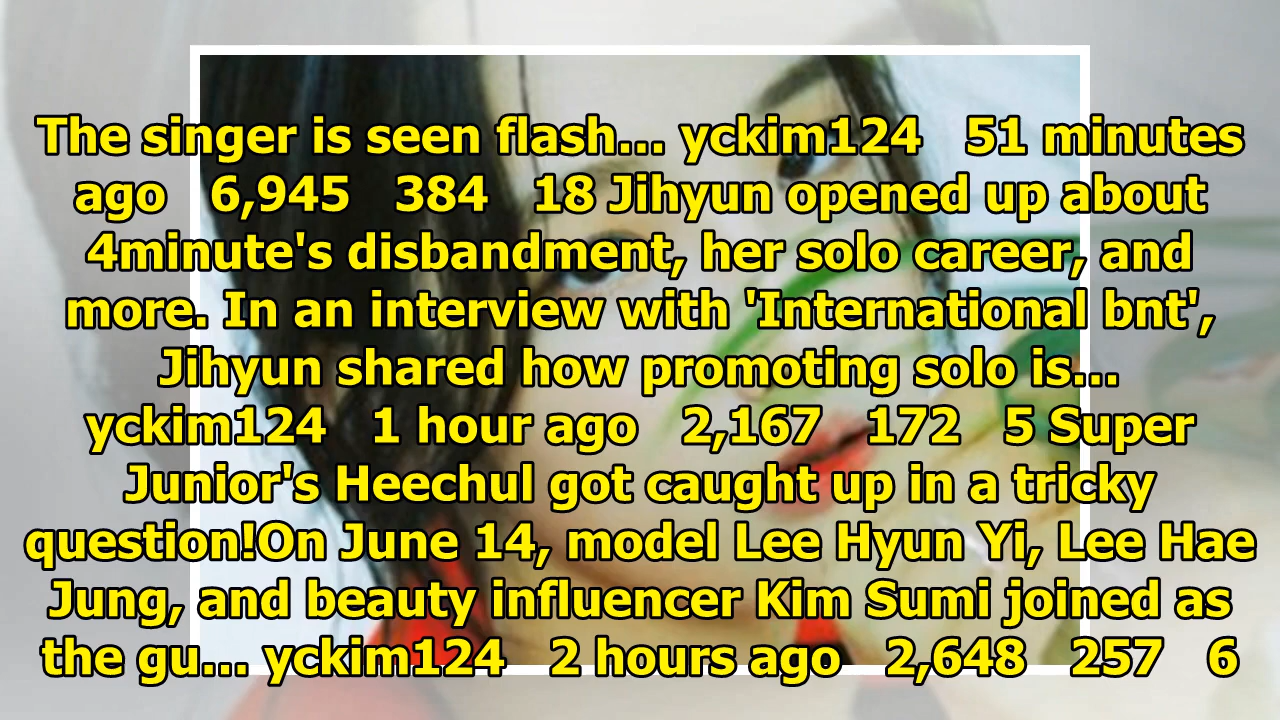 The singer is seen flash... yckim124 51 minutes
ago 6,945 384 18 Jihyun opened up about
4minute's disbandment, her solo career, and
more. In an interview with 'International bnt',
Jihyun shared how promoting solo is...
yckim124 1 hour ago 2,167 172 5 Super
Junior's Heechul got caught up in a tricky
question!On June 14, model Lee Hyun Yi, Lee Hae
Jung, and beauty influencer Kim Sumi joined as
the gu... yckim124 2 hours ago 2,648 257 6